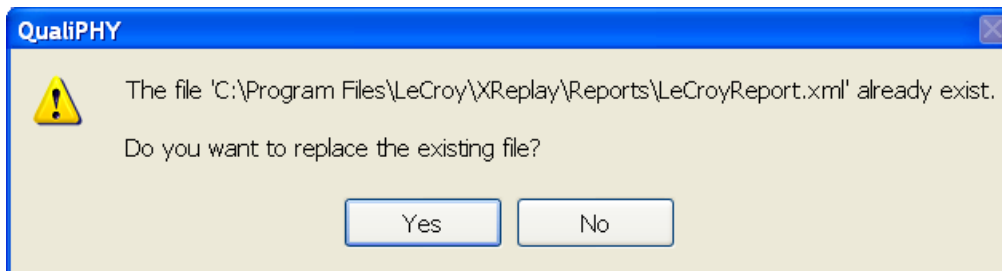 QualiPHY
The file 'C:\Program Files\LeCroy\XReplay\Reports\LeCroyReport.xml' already exist.
Do you want to replace the existing file?
Yes
No